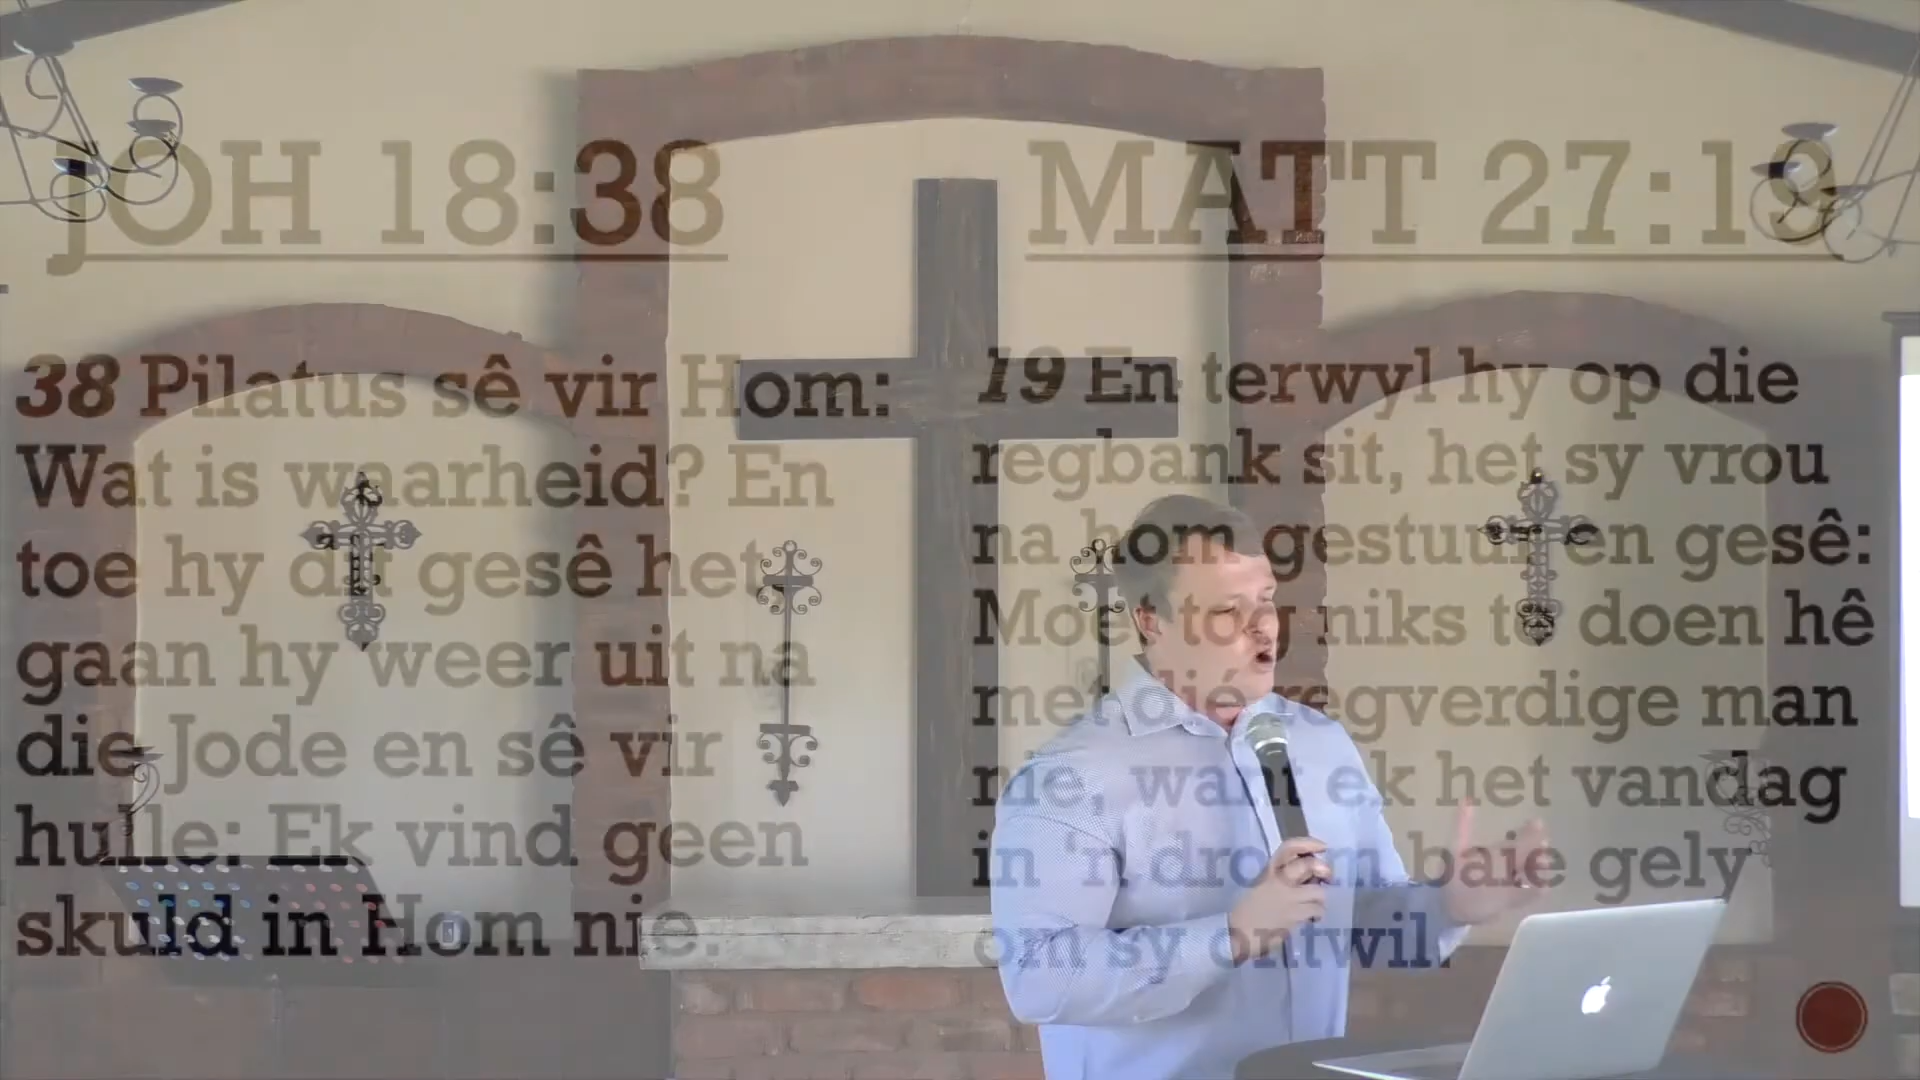 JOH 18:38
38 Pilatus sê vir Hom:
Wat is waarheid? En
toe hy dit gesê het,
gaan hy weer uit na
die Jode en sê vir
hulle: Ek vind geen
skuld in Hom nie.
MATT 27:19
19 En terwyl hy op die
regbank sit, het sy vrou
na hom gestuur en gesê:
Moet tog niks te doen hê
met dié regverdige man
nie, want ek het vandag
in 'n droom baie gely
om sy ontwil.